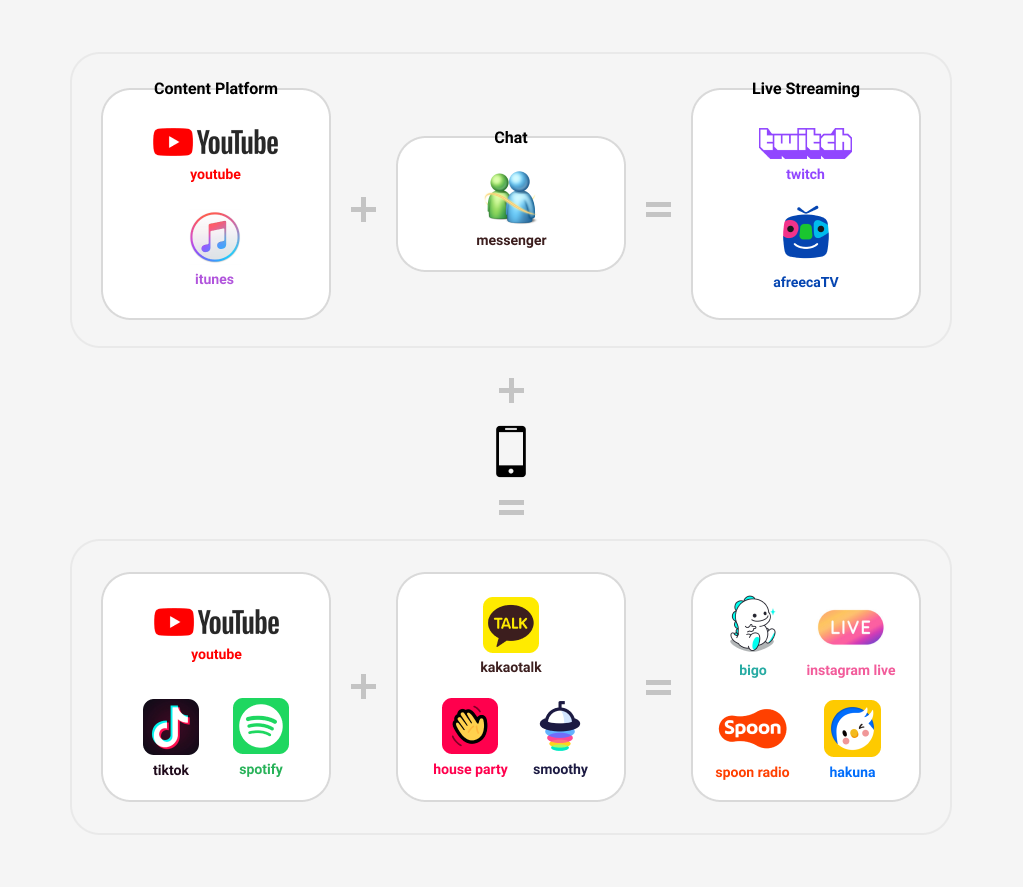 Content Platform
Live Streaming
Chat
YouTube
youtube
itunes
messenger
twitch
twitch
afreecaTV
YouTube
youtube
tiktok
spotify
TALK
kakaotalk
house party
smoothy
bigo
LIVE
instagram live
Spoon
spoon radio
hakuna